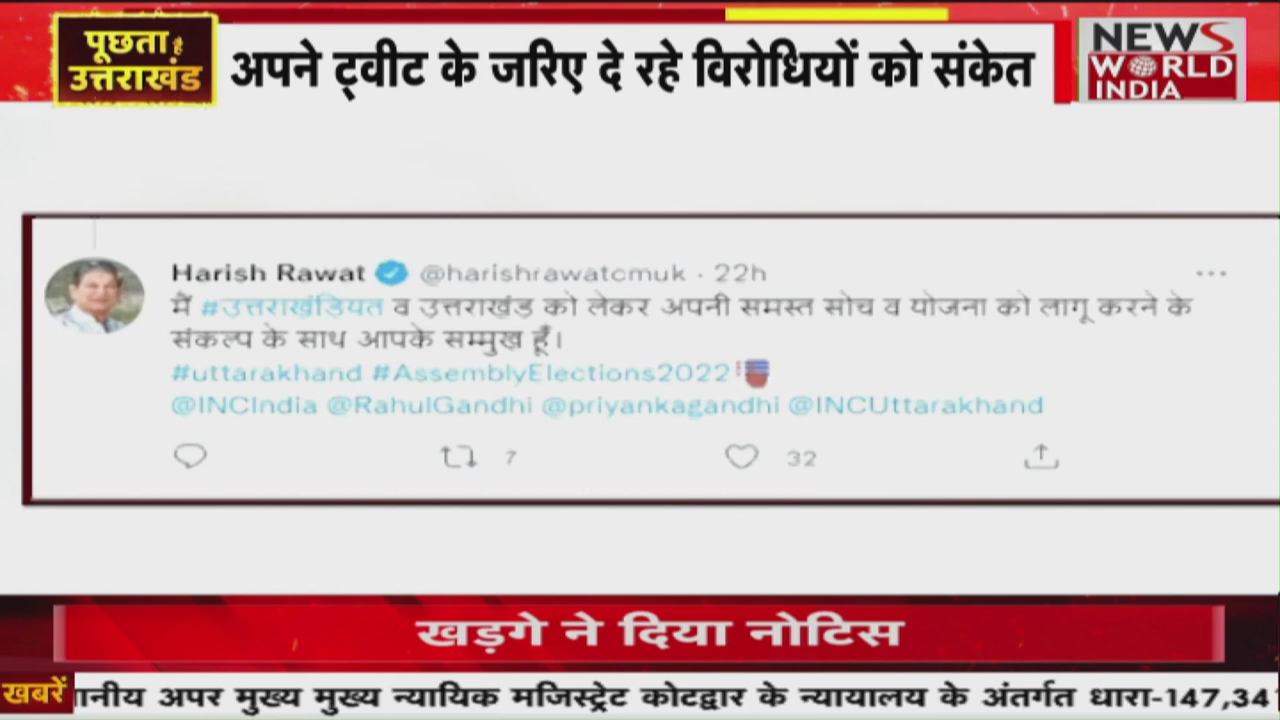 पूछता है
उत्तराखंड
अपने ट्वीट के जरिए दे रहे विरोधियों को संकेत
NEWS
WORLD
INDIA
Harish Rawat @harishrawatcmuk · 22h
मैं #उत्तराखंडियत व उत्तराखंड को लेकर अपनी समस्त सोच व योजना को लागू करने के
संकल्प के साथ आपके सम्मुख हूँ।
#uttarakhand #AssemblyElections2022
@INCIndia @RahulGandhi @priyankagandhi @INCUttarakhand
7 32
खड़गे ने दिया नोटिस
खबरें
ानीय अपर मुख्य मुख्य न्यायिक मजिस्ट्रेट कोटद्वार के न्यायालय के अंतर्गत धारा-147,34